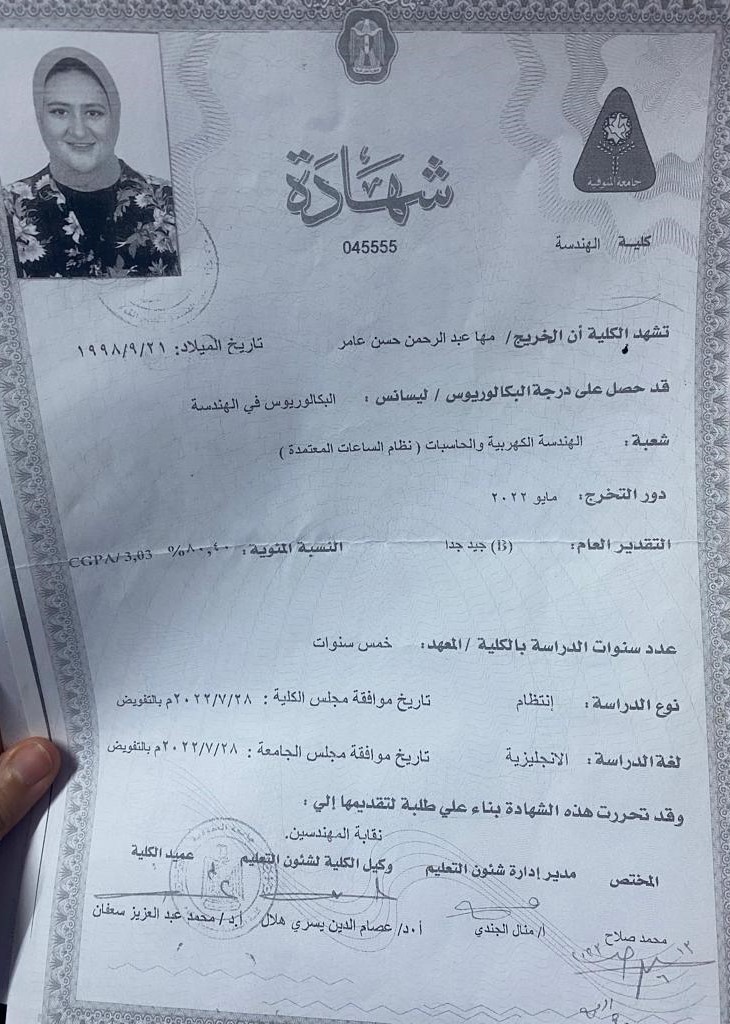 شهادة
جامعة المنوفية
045555
كلية الهندسة
تشهد الكلية أن الخريج/ مها عبد الرحمن حسن عامر تاريخ الميلاد: ١٩٩٨/٩/٢١
قد حصل على درجة البكالوريوس / ليسانس : البكالوريوس في الهندسة
شعبة: الهندسة الكهربية والحاسبات ( نظام الساعات المعتمدة )
دور التخرج: مايو ٢٠٢٢
التقدير العام: (B) جيد جدا النسبة المئوية: ٨٠,٤٠% CGPA/ 3,03
عدد سنوات الدراسة بالكلية / المعهد: خمس سنوات
نوع الدراسة: إنتظام تاريخ موافقة مجلس الكلية : ٢٠٢٢/٧/٢٨م بالتفويض
لغة الدراسة: الانجليزية تاريخ موافقة مجلس الجامعة : ٢٠٢٢/٧/٢٨م بالتفويض
وقد تحررت هذه الشهادة بناء علي طلبة لتقديمها إلي :
نقابة المهندسين.
المختص مدير إدارة شئون التعليم وكيل الكلية لشئون التعليم عميد الكلية
محمد صلاح أ/ منال الجندي أ.د/ عصام الدين يسري هلال أ.د/ محمد عبد العزيز سعفان